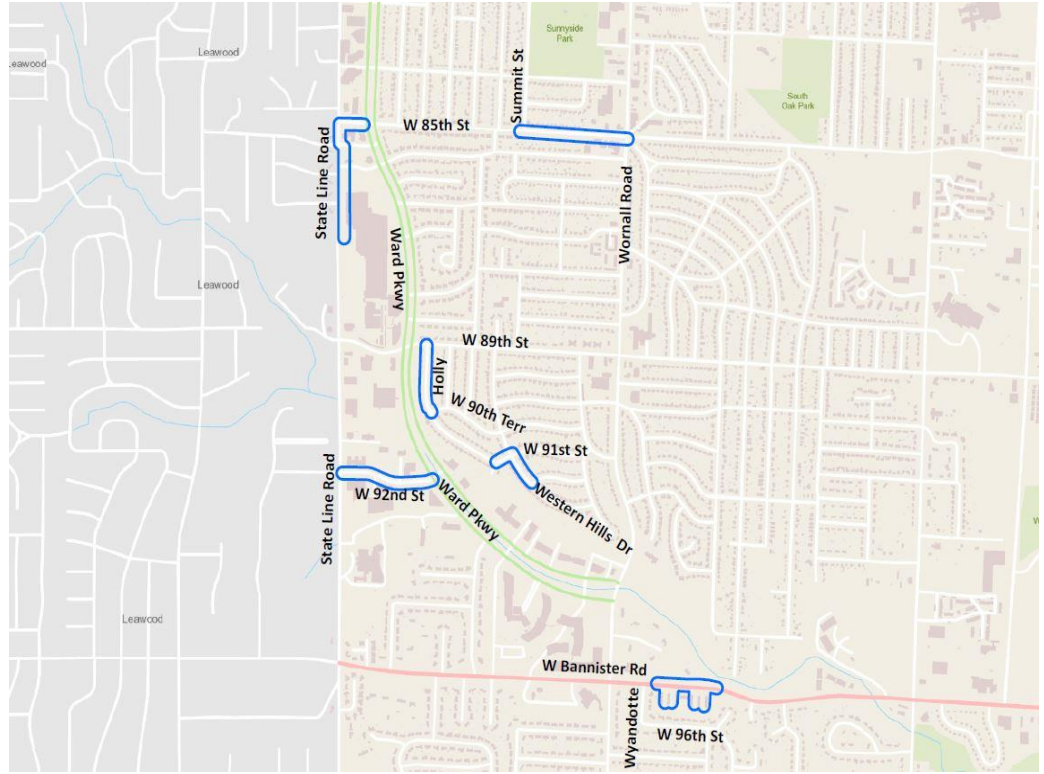 Sunnyside
Park
Leawood
Leawood
Summit St
South
Oak Park
W 85th St
State Line Road
Wornall Road
Ward Pkwy
Leawood
W 89th St
Holly
W 90th Terr
W 91st St
State Line Road
W 92nd St
Ward Pkwy
Western Hills Dr
Leawood
W Bannister Rd
Wyandotte
W 96th St